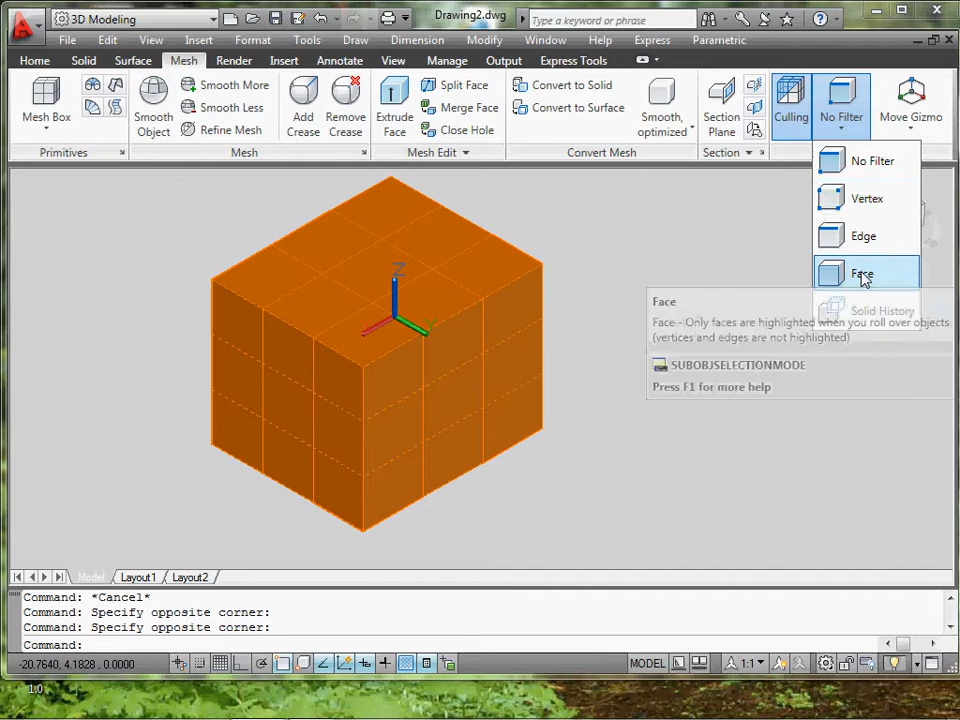 3D Modeling
Drawing2.dwg
Type a keyword or phrase
File Edit View Insert Format Tools Draw Dimension Modify Window Help Express Parametric
Home Solid Surface Mesh Render Insert Annotate View Manage Output Express Tools
Mesh Box
Smooth Object
Smooth More
Smooth Less
Refine Mesh
Add Crease
Remove Crease
Extrude Face
Split Face
Merge Face
Close Hole
Convert to Solid
Convert to Surface
Smooth, optimized
Section Plane
Culling
No Filter
Move Gizmo
Primitives
Mesh
Mesh Edit
Convert Mesh
Section
No Filter
Vertex
Edge
Face
Solid History
Face
Face - Only faces are highlighted when you roll over objects
(vertices and edges are not highlighted)
SUBOBJSELECTIONMODE
Press F1 for more help
Z
Model Layout1 Layout2
Command: *Cancel*
Command: Specify opposite corner:
Command: Specify opposite corner:
Command:
-20.7640, 4.1828, 0.0000
MODEL
1:1
1.0